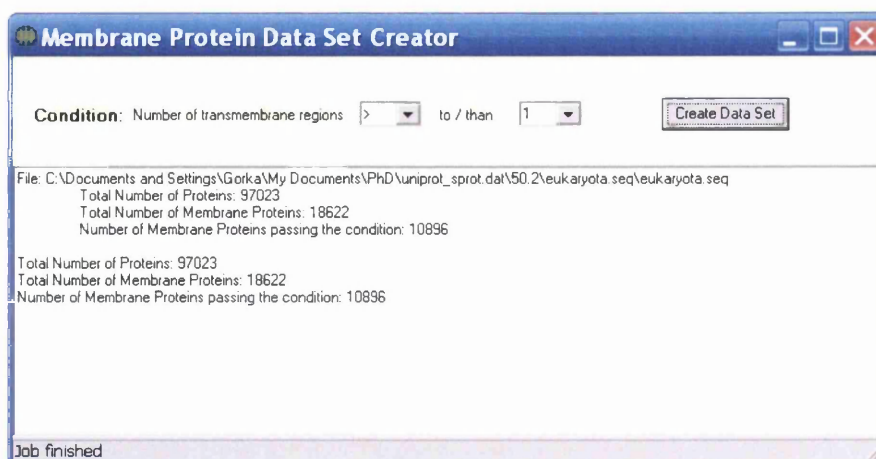 Membrane Protein Data Set Creator
Condition: Number of transmembrane regions > to / than 1 Create Data Set
File: C:\Documents and Settings\Gorka\My Documents\PhD\uniprot_sprot.dat\50.2\eukaryota.seq\eukaryota.seq
Total Number of Proteins: 97023
Total Number of Membrane Proteins: 18622
Number of Membrane Proteins passing the condition: 10896
Total Number of Proteins: 97023
Total Number of Membrane Proteins: 18622
Number of Membrane Proteins passing the condition: 10896
Job finished